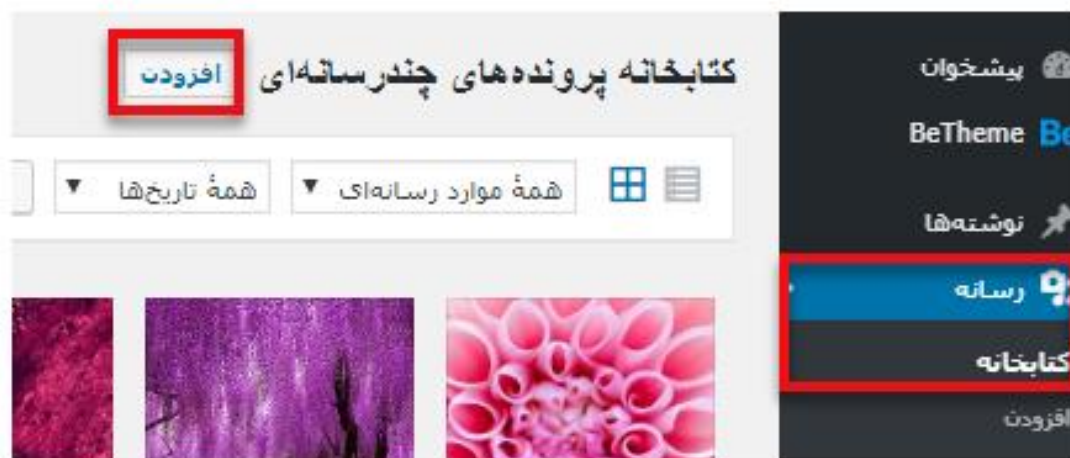 کتابخانه پرونده‌های چندرسانه‌ای افزودن
همهٔ موارد رسانه‌ای
همهٔ تاریخ‌ها
پیشخوان
BeTheme Be
نوشته‌ها
رسانه
کتابخانه
افزودن